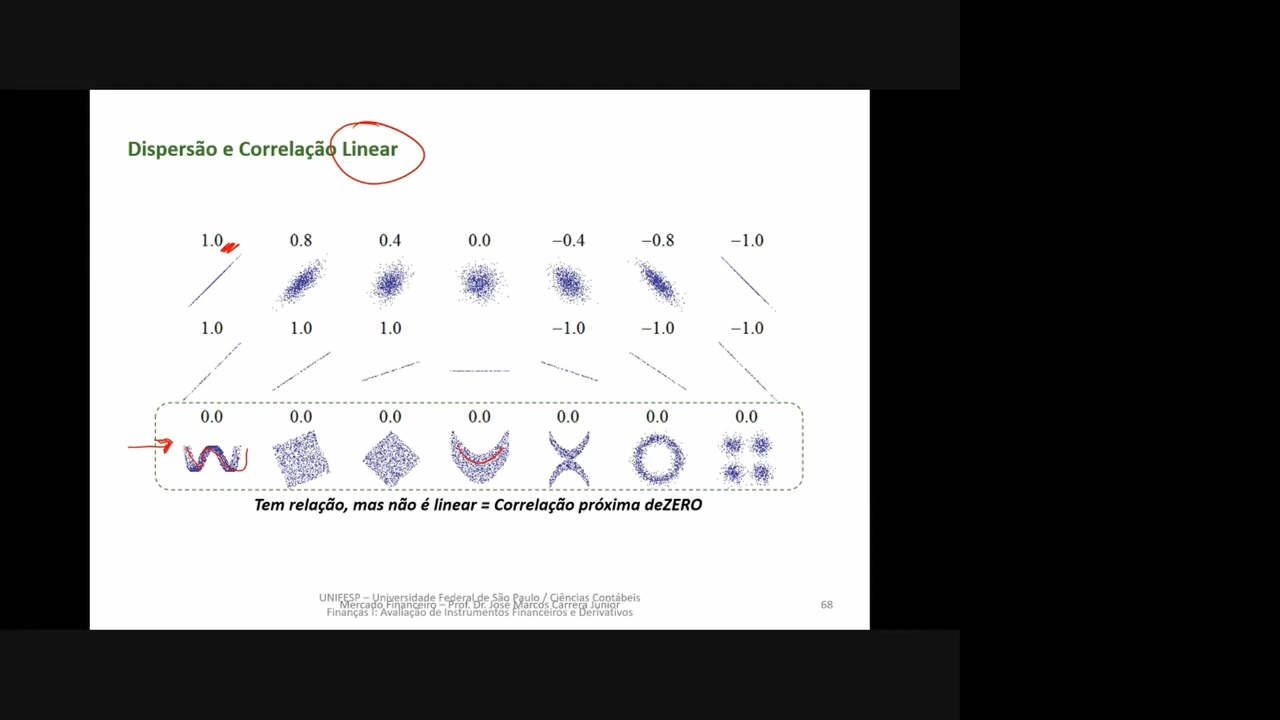 Dispersão e Correlação Linear
1.0 0.8 0.4 0.0 −0.4 −0.8 −1.0
1.0 1.0 1.0 −1.0 −1.0 −1.0
0.0 0.0 0.0 0.0 0.0 0.0 0.0
Tem relação, mas não é linear = Correlação próxima deZERO
UNIFESP – Universidade Federal de São Paulo / Ciências Contábeis
Mercado Financeiro – Prof. Dr. José Marcos Carrera Junior
Finanças I: Avaliação de Instrumentos Financeiros e Derivativos
68